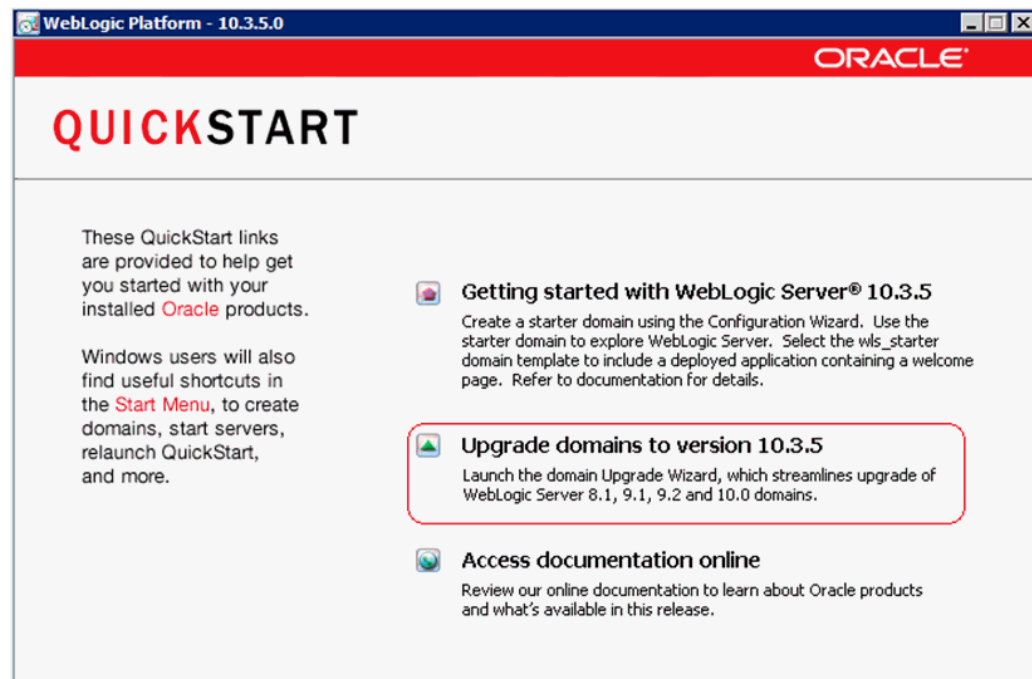 WebLogic Platform - 10.3.5.0
ORACLE®
QUICKSTART
These QuickStart links
are provided to help get
you started with your
installed Oracle products.
Windows users will also
find useful shortcuts in
the Start Menu, to create
domains, start servers,
relaunch QuickStart,
and more.
Getting started with WebLogic Server® 10.3.5
Create a starter domain using the Configuration Wizard. Use the
starter domain to explore WebLogic Server. Select the wls_starter
domain template to include a deployed application containing a welcome
page. Refer to documentation for details.
Upgrade domains to version 10.3.5
Launch the domain Upgrade Wizard, which streamlines upgrade of
WebLogic Server 8.1, 9.1, 9.2 and 10.0 domains.
Access documentation online
Review our online documentation to learn about Oracle products
and what's available in this release.